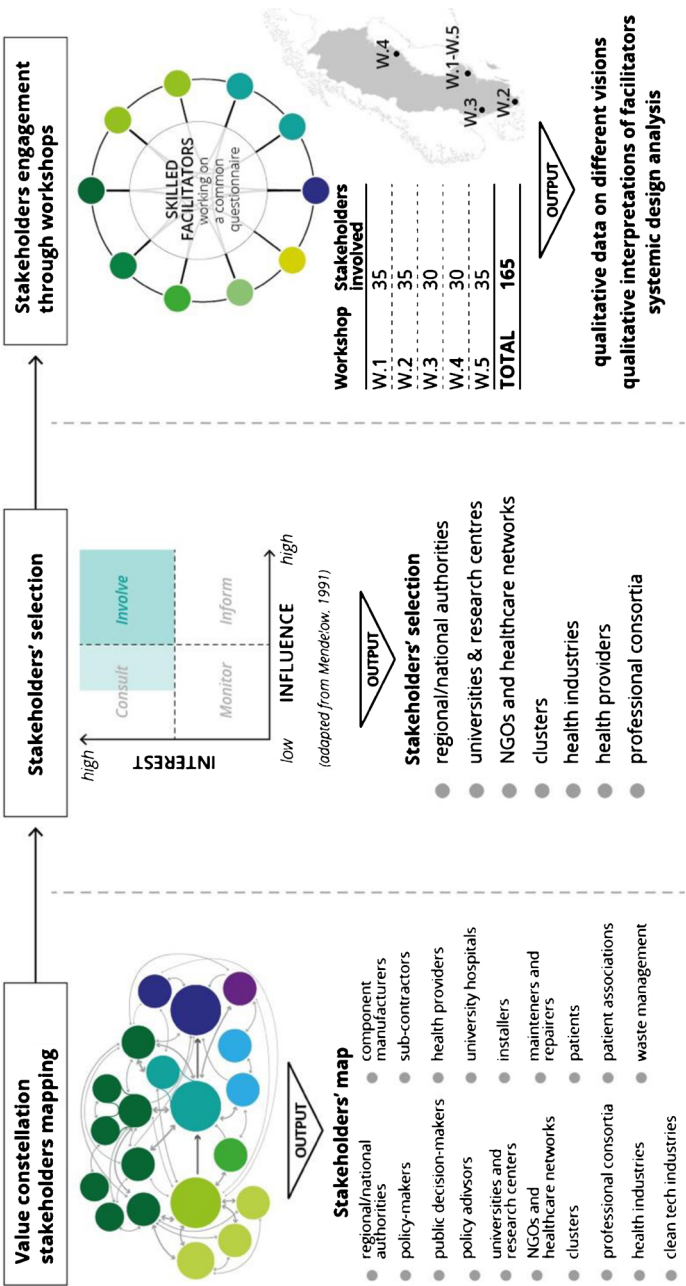 Value constellation
stakeholders mapping
OUTPUT
Stakeholders’ map
regional/national
authorities
policy-makers
public decision-makers
policy adivsors
universities and
research centers
NGOs and
healthcare networks
clusters
professional consortia
health industries
clean tech industries
component
manufacturers
sub-contractors
health providers
university hospitals
installers
mainteners and
repairers
patients
patient associations
waste management
Stakeholders’ selection
high
INTEREST
Consult
Involve
Monitor
Inform
low
INFLUENCE
high
(adapted from Mendelow, 1991)
OUTPUT
Stakeholders’ selection
regional/national authorities
universities & research centres
NGOs and healthcare networks
clusters
health industries
health providers
professional consortia
Stakeholders engagement
through workshops
SKILLED
FACILITATORS
working on
a common
questionnaire
Workshop Stakeholders
involved
W.1 35
W.2 35
W.3 30
W.4 30
W.5 35
TOTAL 165
W.4
W.1-W.5
W.3
W.2
OUTPUT
qualitative data on different visions
qualitative interpretations of facilitators
systemic design analysis